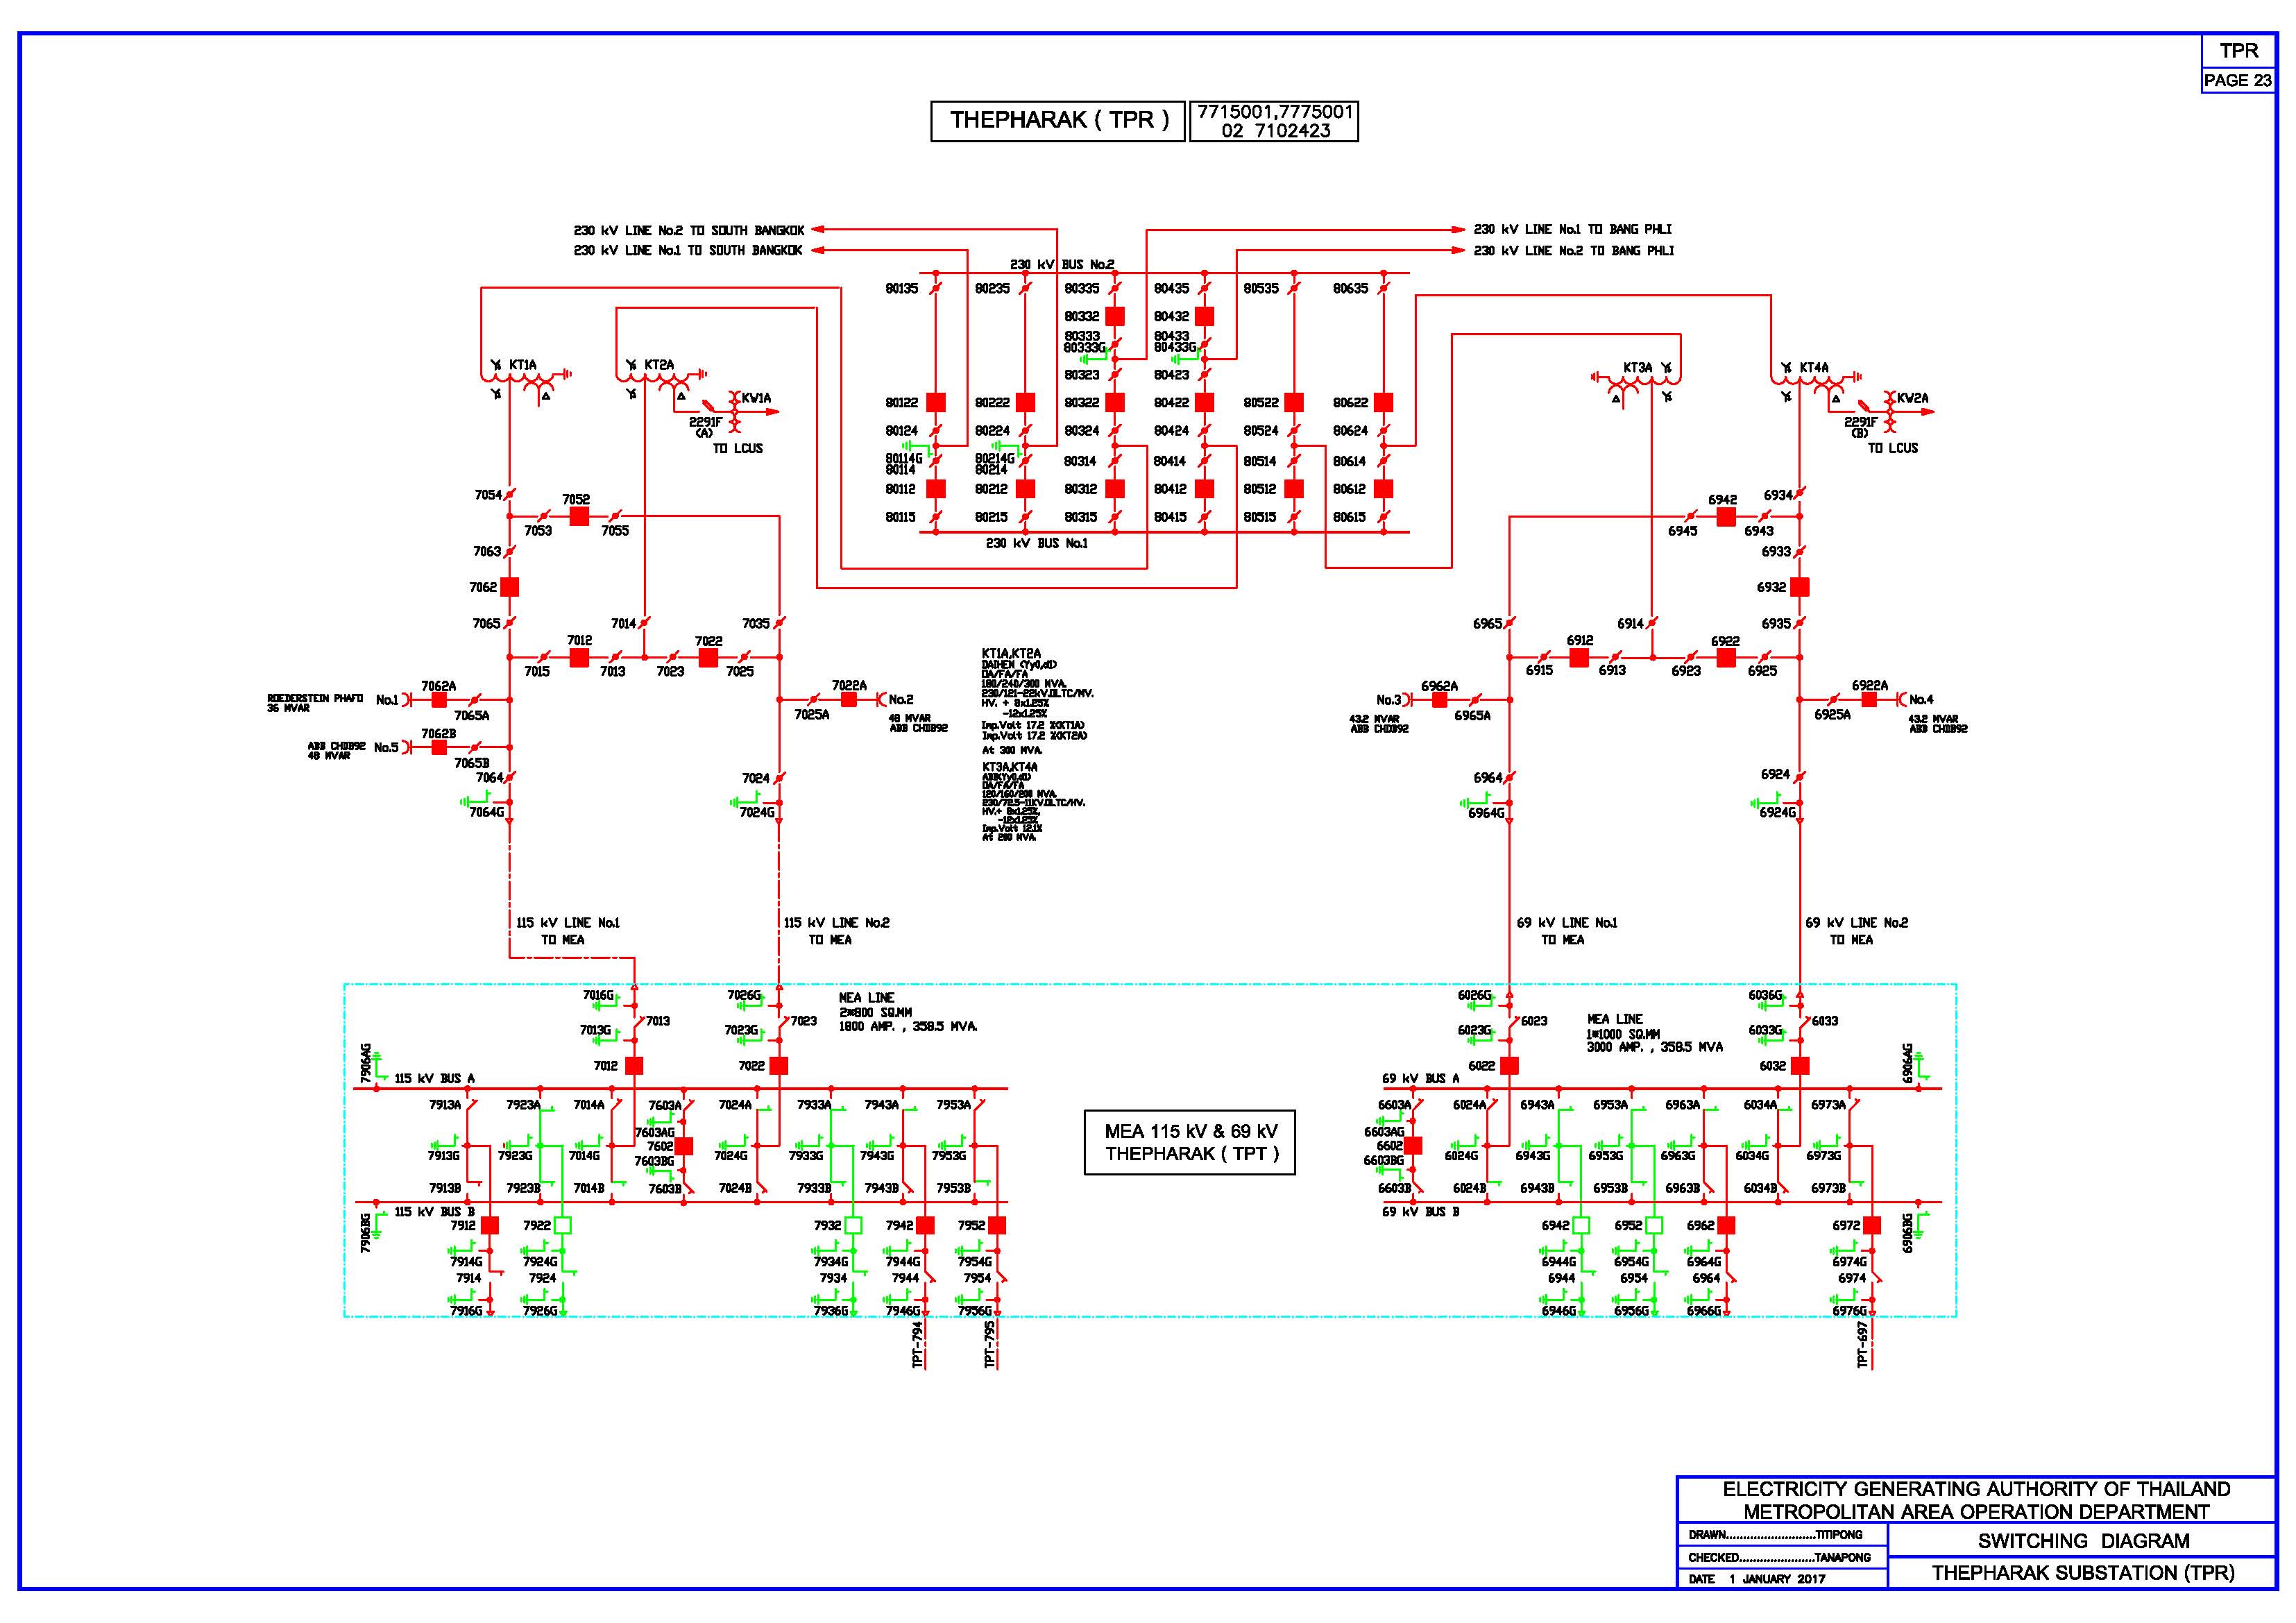 TPR
PAGE 23
THEPHARAK ( TPR )
7715001,7775001
02 7102423
230 kV LINE No.2 TO SOUTH BANGKOK
230 kV LINE No.1 TO SOUTH BANGKOK
230 kV LINE No.1 TO BANG PHLI
230 kV LINE No.2 TO BANG PHLI
230 kV BUS No.2
80135 80235 80335 80435 80535 80635
80332 80432
80333 80433
80333G 80433G
80323 80423
80122 80222 80322 80422 80522 80622
80124 80224 80324 80424 80524 80624
80114G 80214G
80114 80214 80314 80414 80514 80614
80112 80212 80312 80412 80512 80612
80115 80215 80315 80415 80515 80615
230 kV BUS No.1
KT1A
KT2A
KW1A
2291F
(A)
TO LCUS
KT3A
KT4A
KW2A
2291F
(B)
TO LCUS
7054
7052
7053 7055
7063
7062
7065 7014 7035
7012 7022
7015 7013 7023 7025
ROEDERSTEIN PHAFO
36 MVAR
No.1
7062A
7065A
ABB CHDB92
48 MVAR
No.5
7062B
7065B
7022A
7025A
No.2
48 MVAR
ABB CHDB92
7064 7024
7064G 7024G
KT1A,KT2A
DAIHEN (Yy0,d1)
OA/FA/FA
180/240/300 MVA.
230/121-22kV.OLTC/HV.
HV. + 8x1.25%
-12x1.25%
Imp.Volt 17.2 %(KT1A)
Imp.Volt 17.2 %(KT2A)
At 300 MVA.
KT3A,KT4A
ABB(Yy0,d1)
OA/FA/FA
120/160/200 MVA.
230/72.5-11KV.OLTC/HV.
HV.+ 8x1.25%,
-12x1.25%
Imp.Volt 12.1%
At 200 MVA.
6934
6942
6945 6943
6933
6932
6965 6914 6935
6912 6922
6915 6913 6923 6925
No.3
6962A
6965A
43.2 MVAR
ABB CHDB92
6922A
6925A
No.4
43.2 MVAR
ABB CHDB92
6964 6924
6964G 6924G
115 kV LINE No.1
TO MEA
115 kV LINE No.2
TO MEA
69 kV LINE No.1
TO MEA
69 kV LINE No.2
TO MEA
7016G 7026G
7013 7023
7013G 7023G
7012 7022
MEA LINE
2*800 SQ.MM
1800 AMP. , 358.5 MVA.
6026G 6036G
6023 6033
6023G 6033G
6022 6032
MEA LINE
1*1000 SQ.MM
3000 AMP. , 358.5 MVA
7906AG
115 kV BUS A
7913A 7923A 7014A 7603A 7024A 7933A 7943A 7953A
7603AG
7602
7913G 7923G 7014G 7603BG 7024G 7933G 7943G 7953G
7913B 7923B 7014B 7603B 7024B 7933B 7943B 7953B
115 kV BUS B
7906BG
7912 7922 7932 7942 7952
7914G 7924G 7934G 7944G 7954G
7914 7924 7934 7944 7954
7916G 7926G 7936G 7946G 7956G
TPT-794
TPT-795
MEA 115 kV & 69 kV
THEPHARAK ( TPT )
6906AG
69 kV BUS A
6603A 6024A 6943A 6953A 6963A 6034A 6973A
6603AG
6602
6603BG 6024G 6943G 6953G 6963G 6034G 6973G
6603B 6024B 6943B 6953B 6963B 6034B 6973B
69 kV BUS B
6906BG
6942 6952 6962 6972
6944G 6954G 6964G 6974G
6944 6954 6964 6974
6946G 6956G 6966G 6976G
TPT-697
ELECTRICITY GENERATING AUTHORITY OF THAILAND
METROPOLITAN AREA OPERATION DEPARTMENT
DRAWN..........................TITIPONG
CHECKED......................TANAPONG
DATE 1 JANUARY 2017
SWITCHING DIAGRAM
THEPHARAK SUBSTATION (TPR)